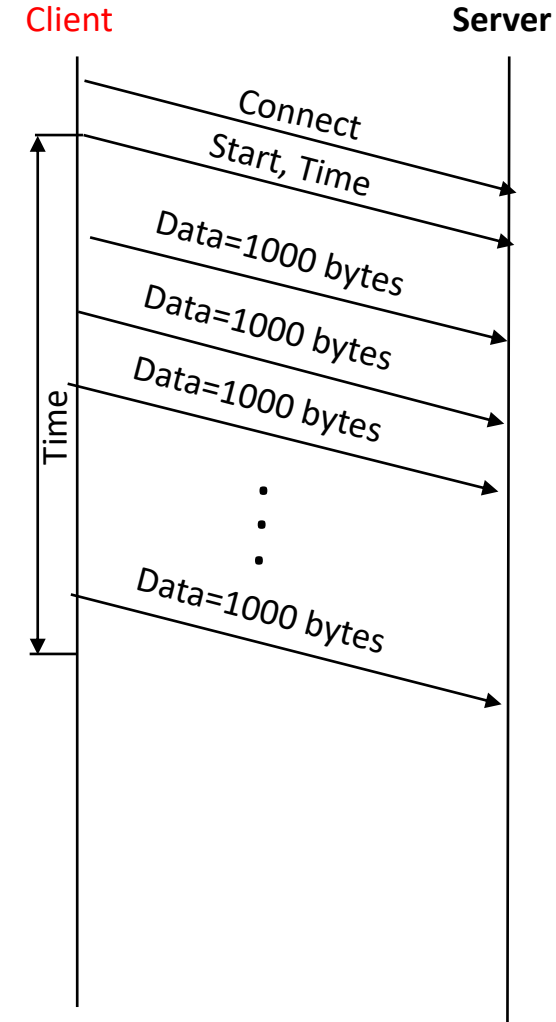 Client
Server
Connect
Start, Time
Data=1000 bytes
Data=1000 bytes
Data=1000 bytes
Time
Data=1000 bytes